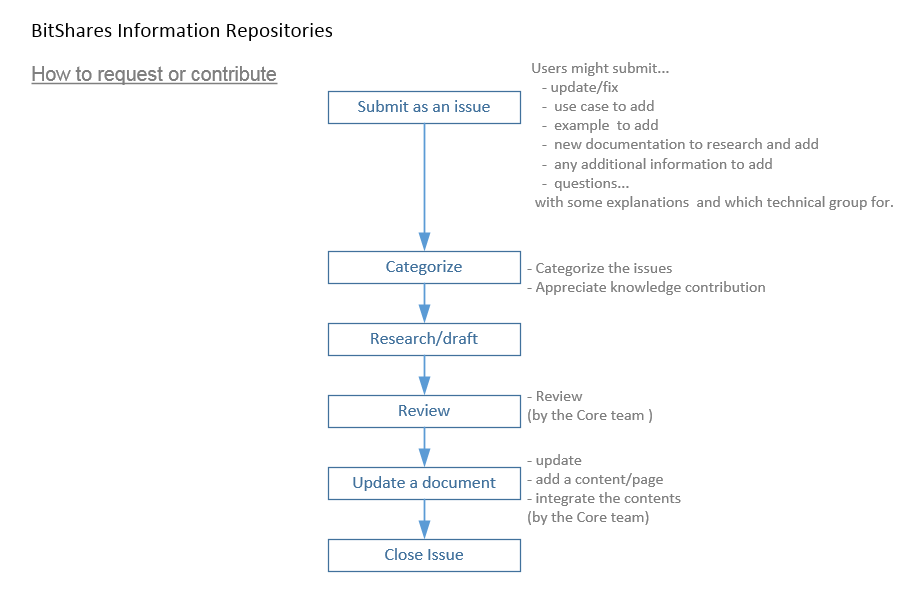 BitShares Information Repositories
How to request or contribute
Submit as an issue
Users might submit...
- update/fix
- use case to add
- example to add
- new documentation to research and add
- any additional information to add
- questions...
with some explanations and which technical group for.
Categorize
- Categorize the issues
- Appreciate knowledge contribution
Research/draft
Review
- Review
(by the Core team )
Update a document
- update
- add a content/page
- integrate the contents
(by the Core team)
Close Issue